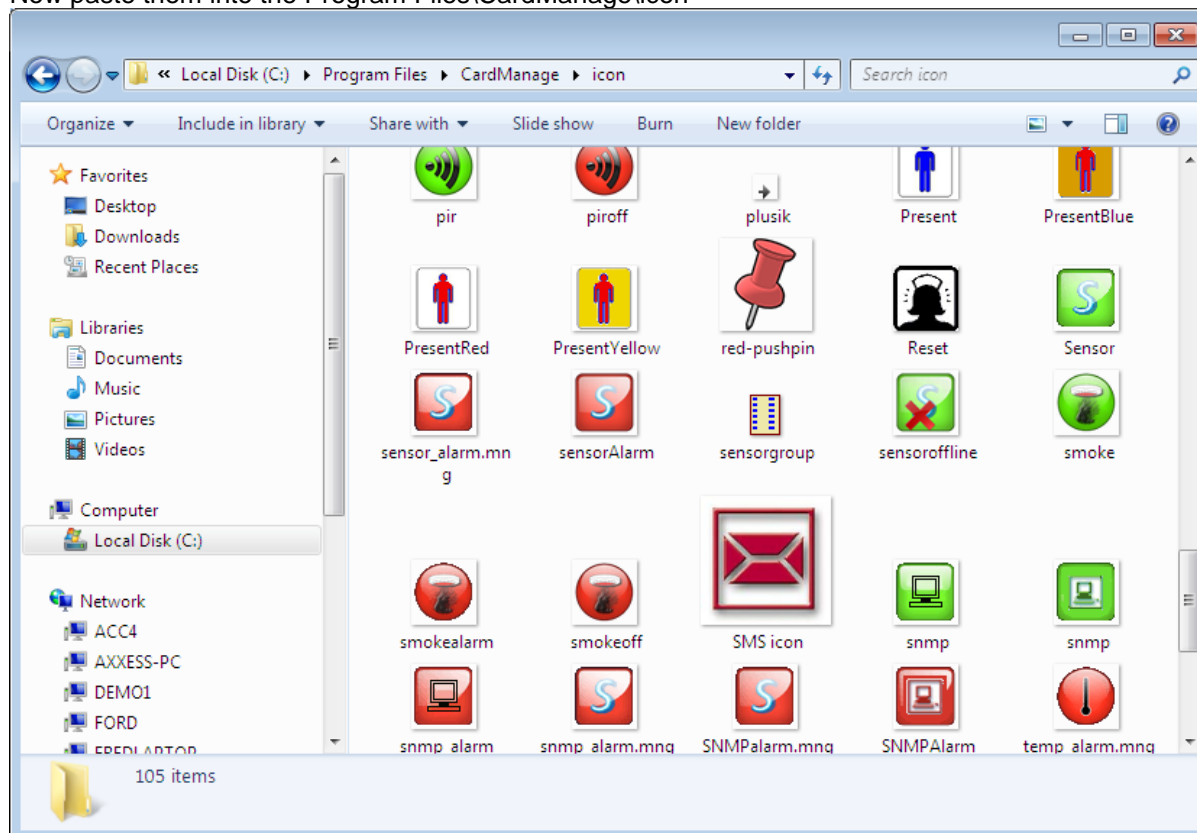 Now paste them into the Program Files\CardManage\icon
« Local Disk (C:) Program Files CardManage icon
Search icon
Organize Include in library Share with Slide show Burn New folder
Favorites
Desktop
Downloads
Recent Places
Libraries
Documents
Music
Pictures
Videos
Computer
Local Disk (C:)
Network
ACC4
AXXESS-PC
DEMO1
FORD
FREDLAPTOP
pir piroff plusik Present PresentBlue
PresentRed PresentYellow red-pushpin Reset Sensor
sensor_alarm.mn
g
sensorAlarm sensorgroup sensoroffline smoke
smokealarm smokeoff SMS icon snmp snmp
snmp_alarm snmp_alarm.mng SNMPalarm.mng SNMPAlarm temp_alarm.mng
105 items